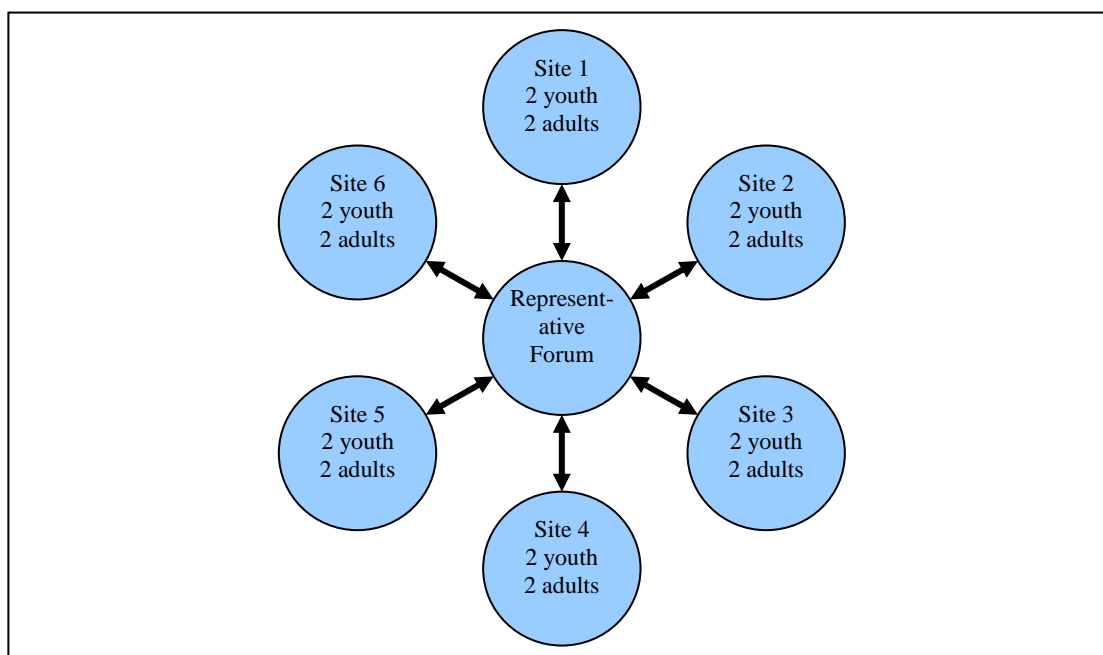 Site 1
2 youth
2 adults
Site 6
2 youth
2 adults
Site 2
2 youth
2 adults
Represent-
ative
Forum
Site 5
2 youth
2 adults
Site 3
2 youth
2 adults
Site 4
2 youth
2 adults